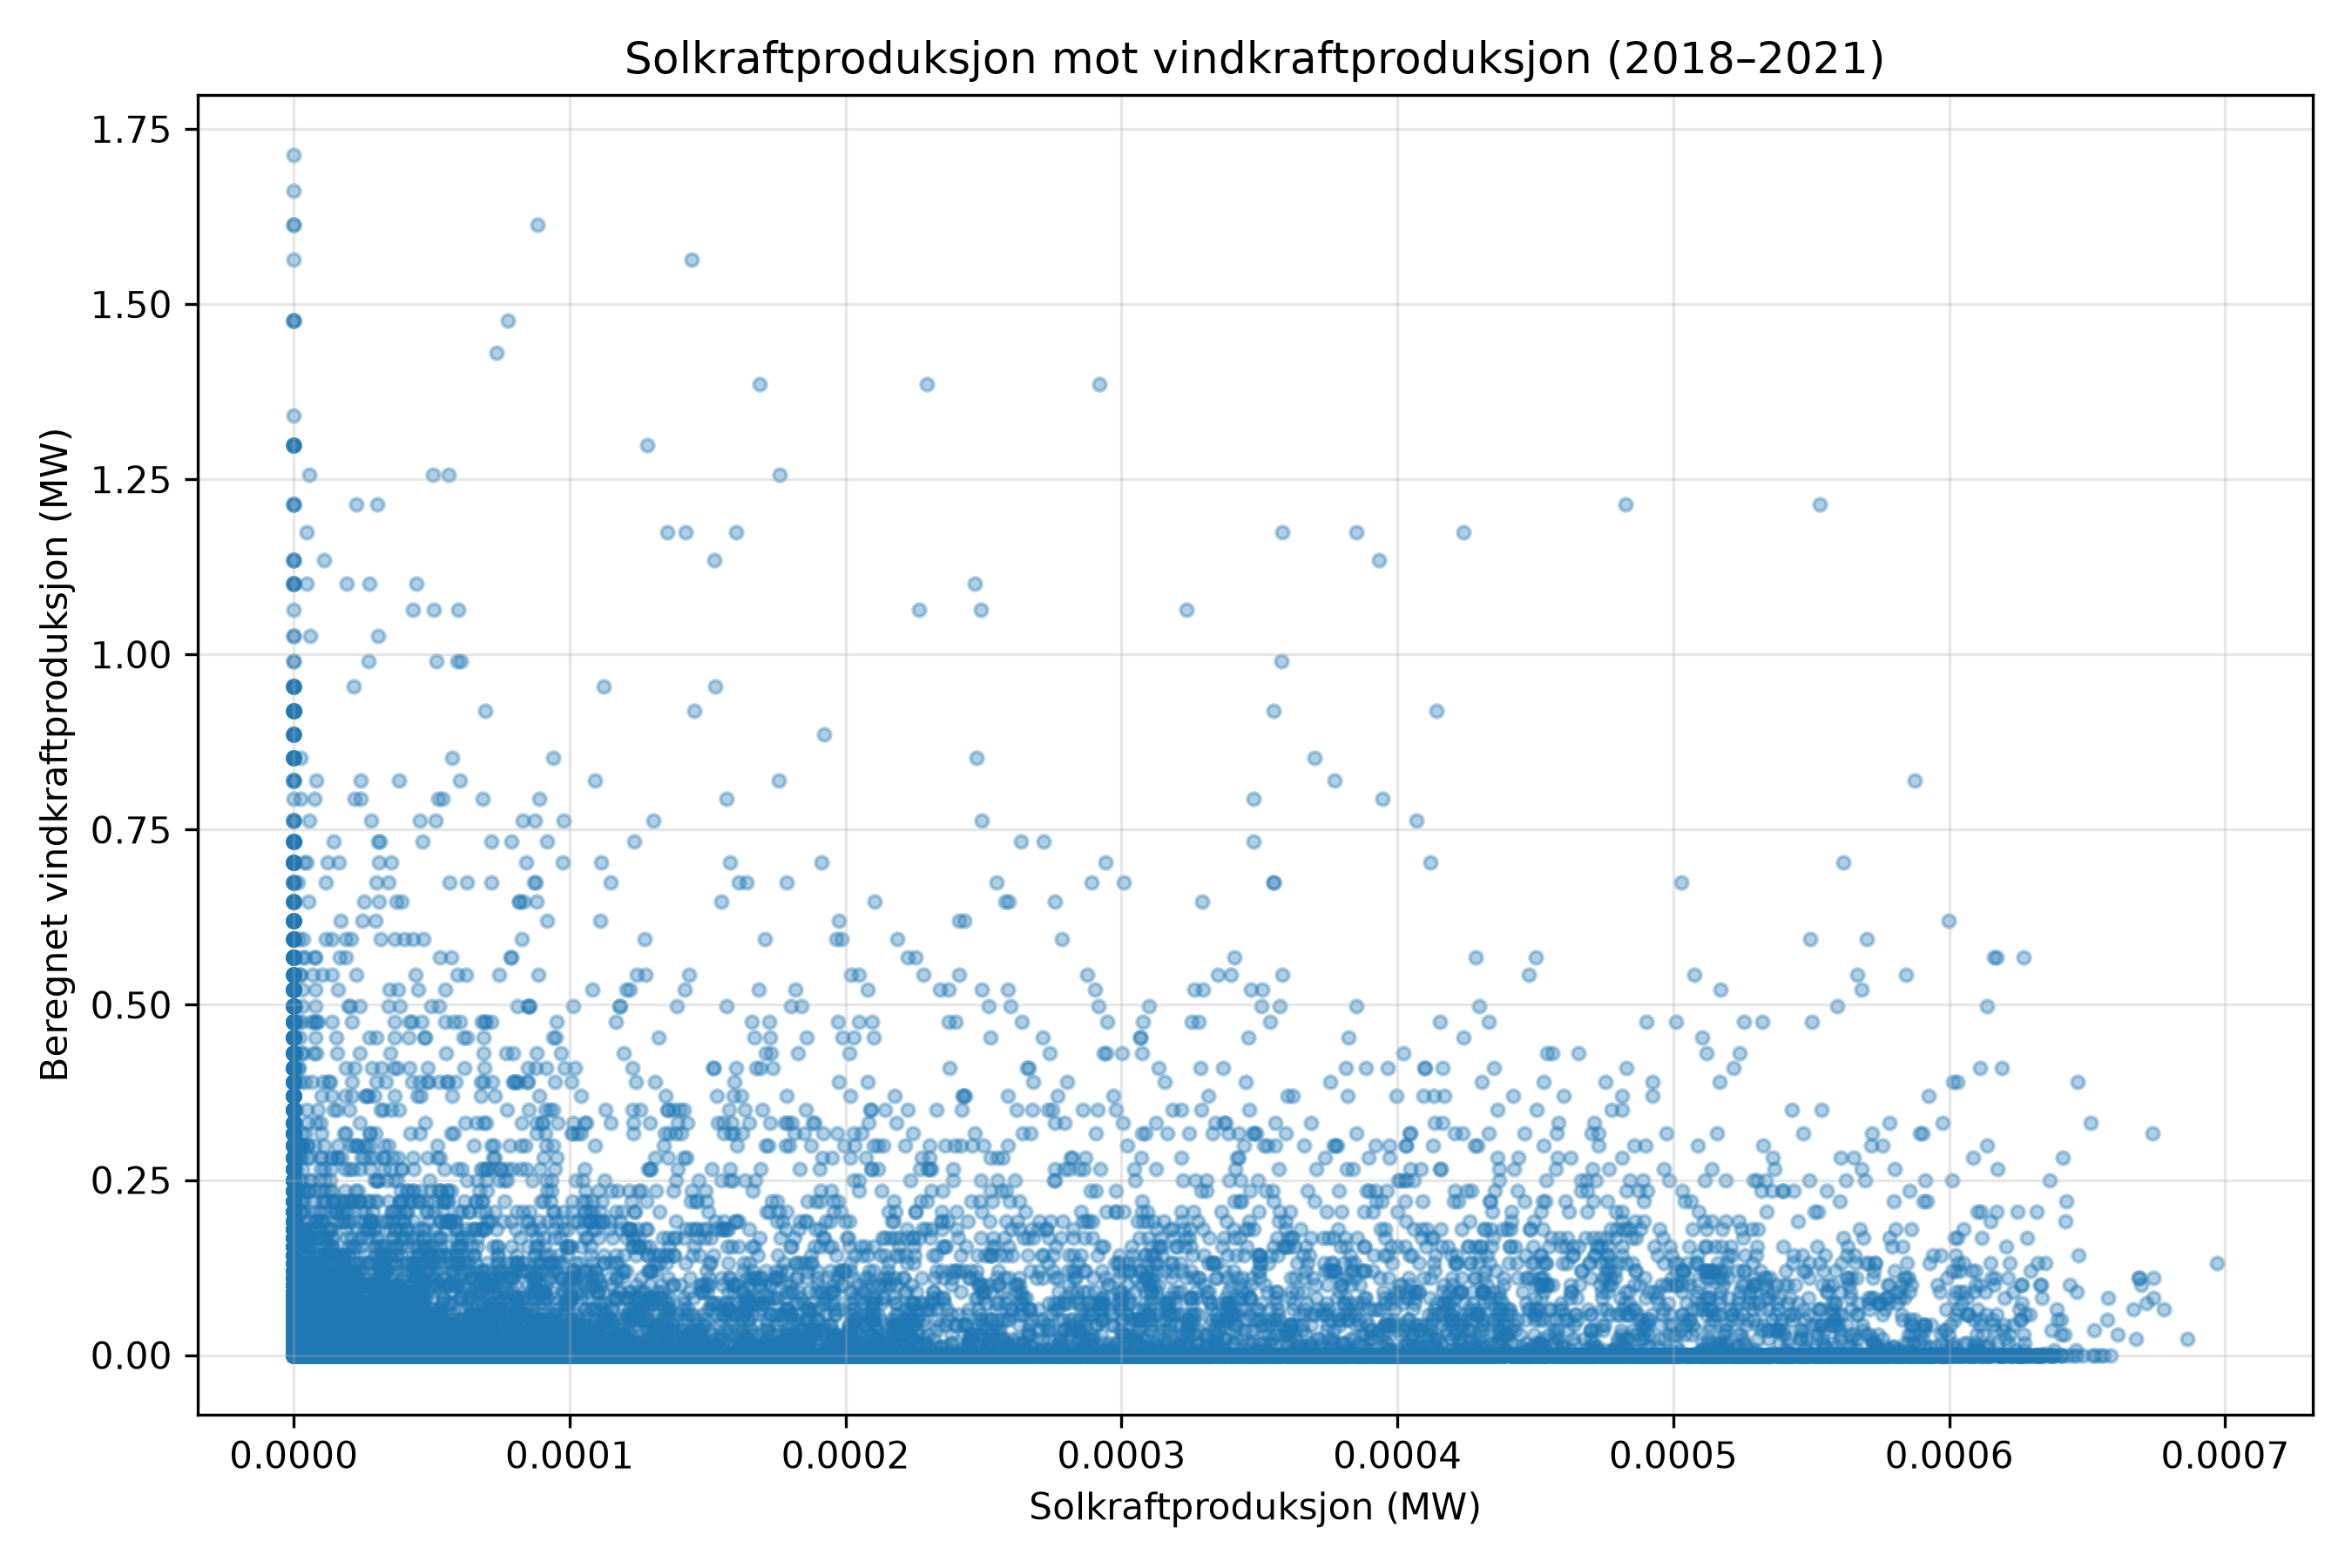 Solkraftproduksjon mot vindkraftproduksjon (2018–2021)
Beregnet vindkraftproduksjon (MW)
1.75
1.50
1.25
1.00
0.75
0.50
0.25
0.00
0.0000 0.0001 0.0002 0.0003 0.0004 0.0005 0.0006 0.0007
Solkraftproduksjon (MW)